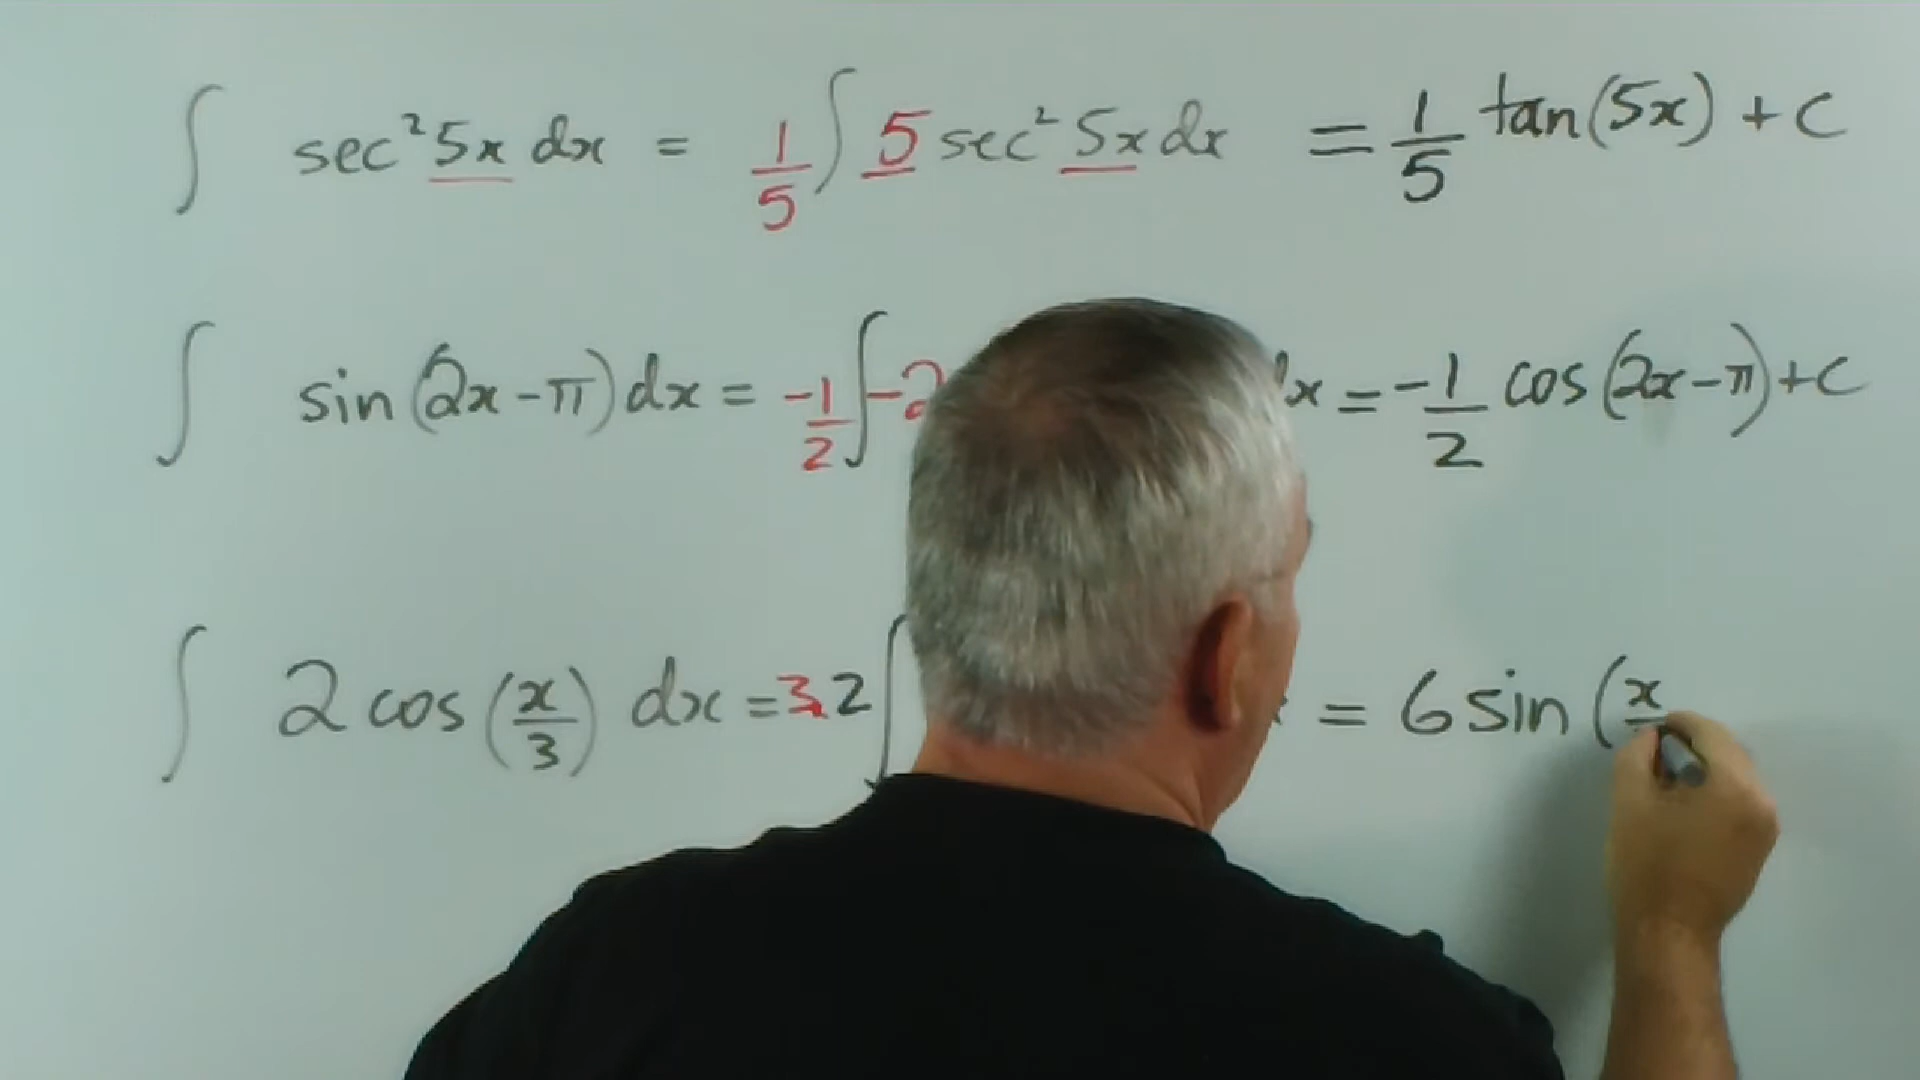 ∫ sec²5x dx = 1/5 ∫ 5 sec² 5x dx = 1/5 tan(5x) + C
∫ sin(2x-π)dx = -1/2 ∫-2 dx = -1/2 cos(2x-π)+C
∫ 2 cos(x/3) dx = 3.2 ∫ = 6 sin(x